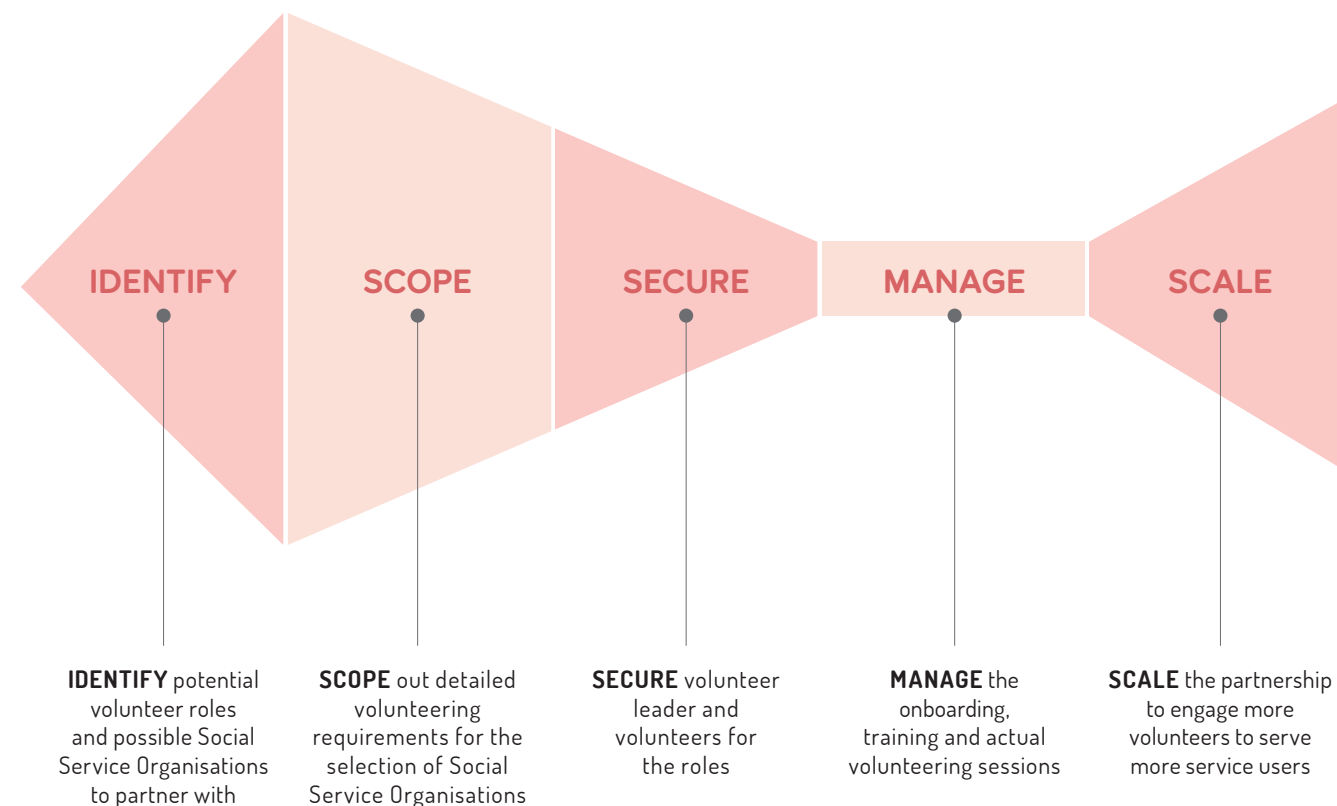 IDENTIFY
SCOPE
SECURE
MANAGE
SCALE
IDENTIFY potential
volunteer roles
and possible Social
Service Organisations
to partner with
SCOPE out detailed
volunteering
requirements for the
selection of Social
Service Organisations
SECURE volunteer
leader and
volunteers for
the roles
MANAGE the
onboarding,
training and actual
volunteering sessions
SCALE the partnership
to engage more
volunteers to serve
more service users